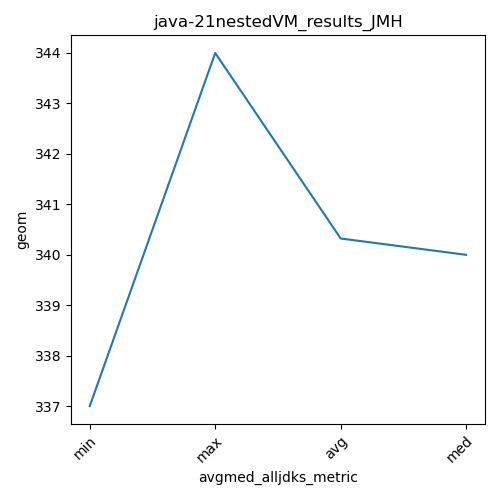 java-21nestedVM_results_JMH
344
343
342
341
340
339
338
337
geom
min
max
avg
med
avgmed_alljdks_metric